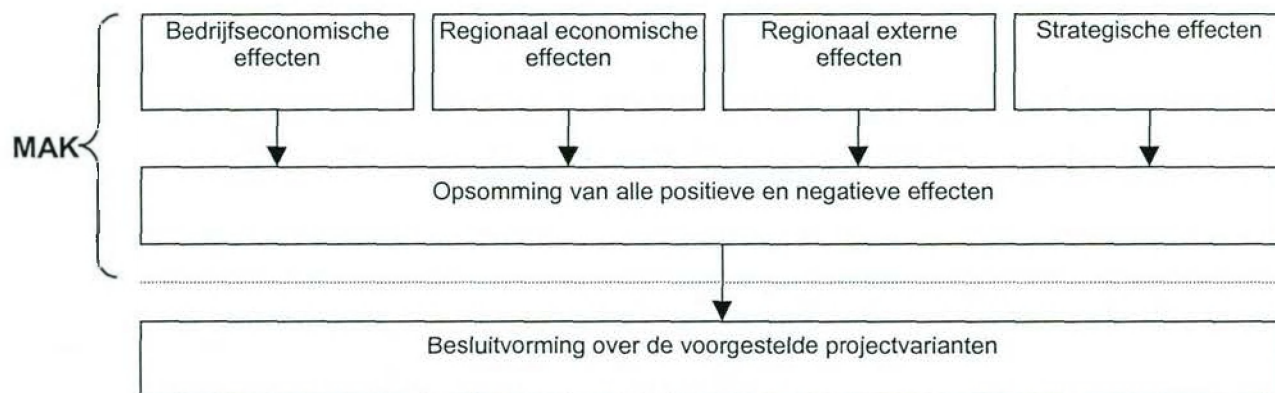 Bedrijfseconomische
effecten
Regionaal economische
effecten
Regionaal externe
effecten
Strategische effecten
MAK
Opsomming van alle positieve en negatieve effecten
Besluitvorming over de voorgestelde projectvarianten